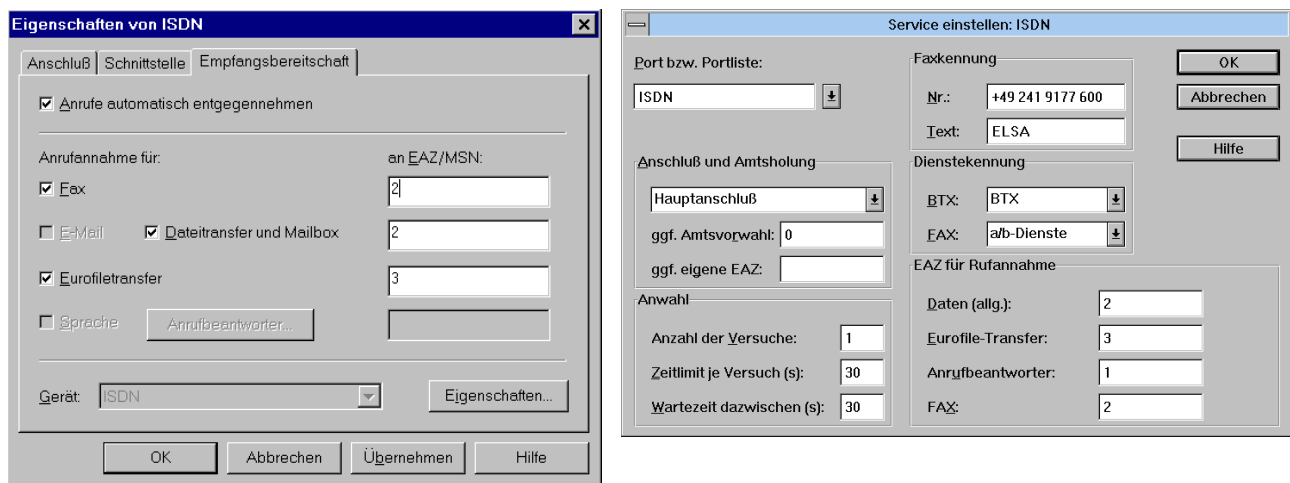 Eigenschaften von ISDN
Anschluß Schnittstelle Empfangsbereitschaft
Anrufe automatisch entgegennehmen
Anrufannahme für: an EAZ/MSN:
Fax 2
E-Mail Dateitransfer und Mailbox 2
Eurofiletransfer 3
Sprache Anrufbeantworter...
Gerät: ISDN Eigenschaften...
OK Abbrechen Übernehmen Hilfe
Service einstellen: ISDN
Port bzw. Portliste:
ISDN
Anschluß und Amtsholung
Hauptanschluß
ggf. Amtsvorwahl: 0
ggf. eigene EAZ:
Anwahl
Anzahl der Versuche: 1
Zeitlimit je Versuch (s): 30
Wartezeit dazwischen (s): 30
Faxkennung
Nr.: +49 241 9177 600
Text: ELSA
Dienstekennung
BTX: BTX
FAX: a/b-Dienste
EAZ für Rufannahme
Daten (allg.): 2
Eurofile-Transfer: 3
Anrufbeantworter: 1
FAX: 2
OK
Abbrechen
Hilfe